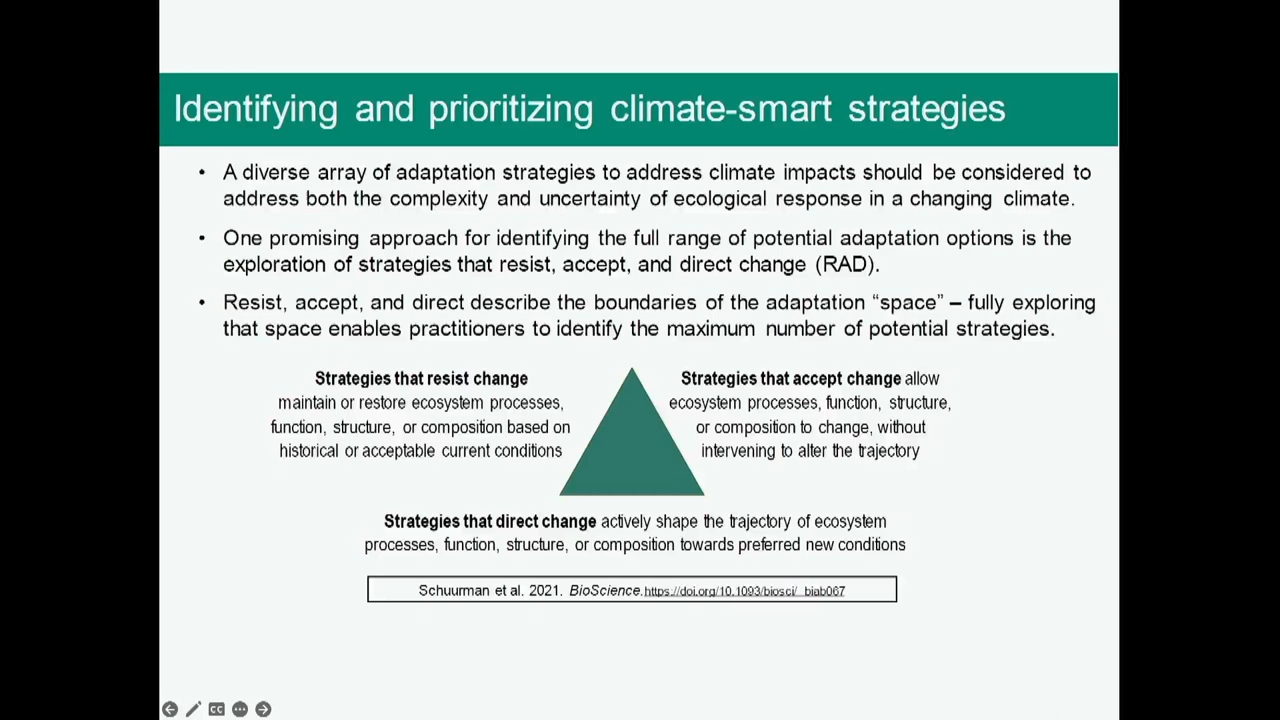 Identifying and prioritizing climate-smart strategies
• A diverse array of adaptation strategies to address climate impacts should be considered to
address both the complexity and uncertainty of ecological response in a changing climate.
• One promising approach for identifying the full range of potential adaptation options is the
exploration of strategies that resist, accept, and direct change (RAD).
• Resist, accept, and direct describe the boundaries of the adaptation “space” – fully exploring
that space enables practitioners to identify the maximum number of potential strategies.
Strategies that resist change
maintain or restore ecosystem processes,
function, structure, or composition based on
historical or acceptable current conditions
Strategies that accept change allow
ecosystem processes, function, structure,
or composition to change, without
intervening to alter the trajectory
Strategies that direct change actively shape the trajectory of ecosystem
processes, function, structure, or composition towards preferred new conditions
Schuurman et al. 2021. BioScience. https://doi.org/10.1093/biosci/ biab067
CC